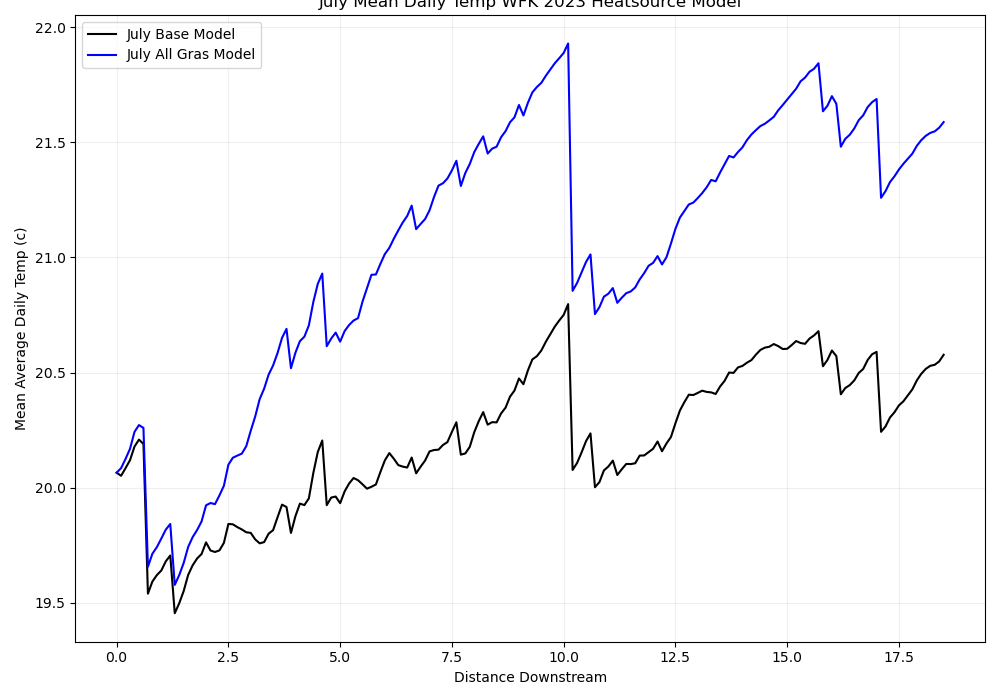 July Mean Daily Temp WFK 2023 Heatsource Model
July Base Model
July All Gras Model
22.0
21.5
21.0
20.5
20.0
19.5
Mean Average Daily Temp (c)
0.0 2.5 5.0 7.5 10.0 12.5 15.0 17.5
Distance Downstream